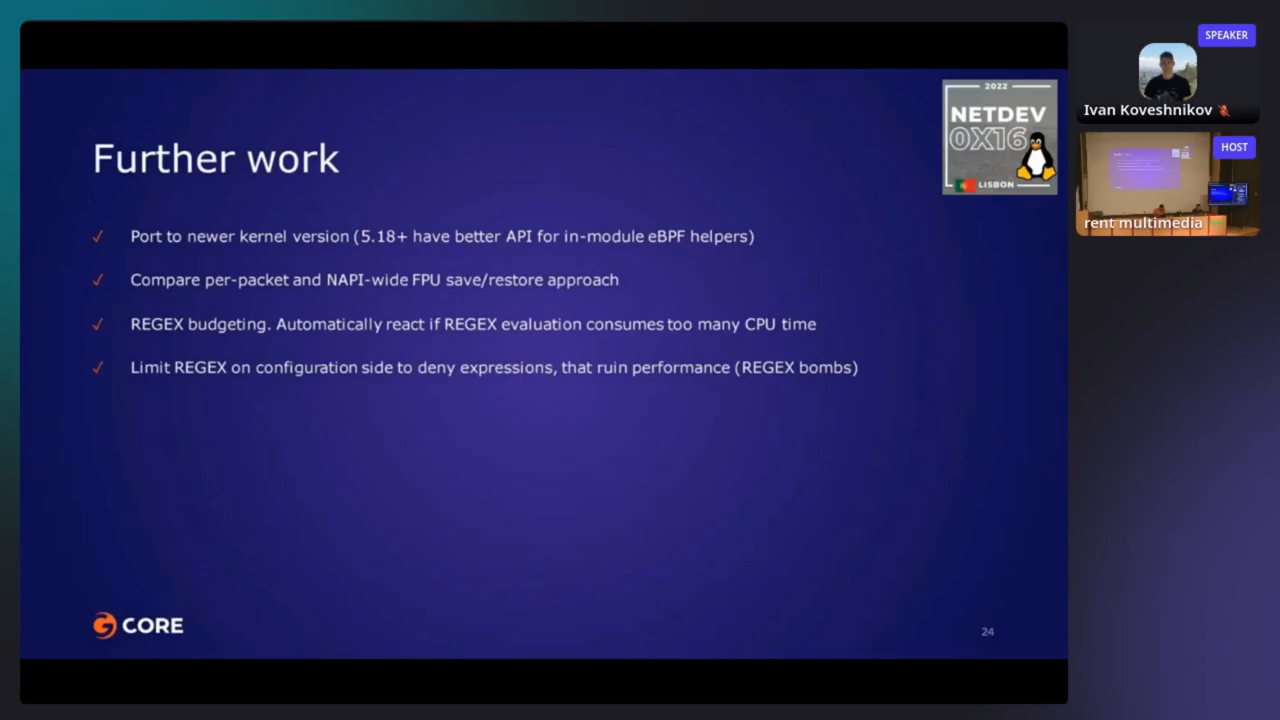 2022
NETDEV
0X16
LISBON
Further work
Port to newer kernel version (5.18+ have better API for in-module eBPF helpers)
Compare per-packet and NAPI-wide FPU save/restore approach
REGEX budgeting. Automatically react if REGEX evaluation consumes too many CPU time
Limit REGEX on configuration side to deny expressions, that ruin performance (REGEX bombs)
CORE
24
SPEAKER
Ivan Koveshnikov
HOST
rent multimedia